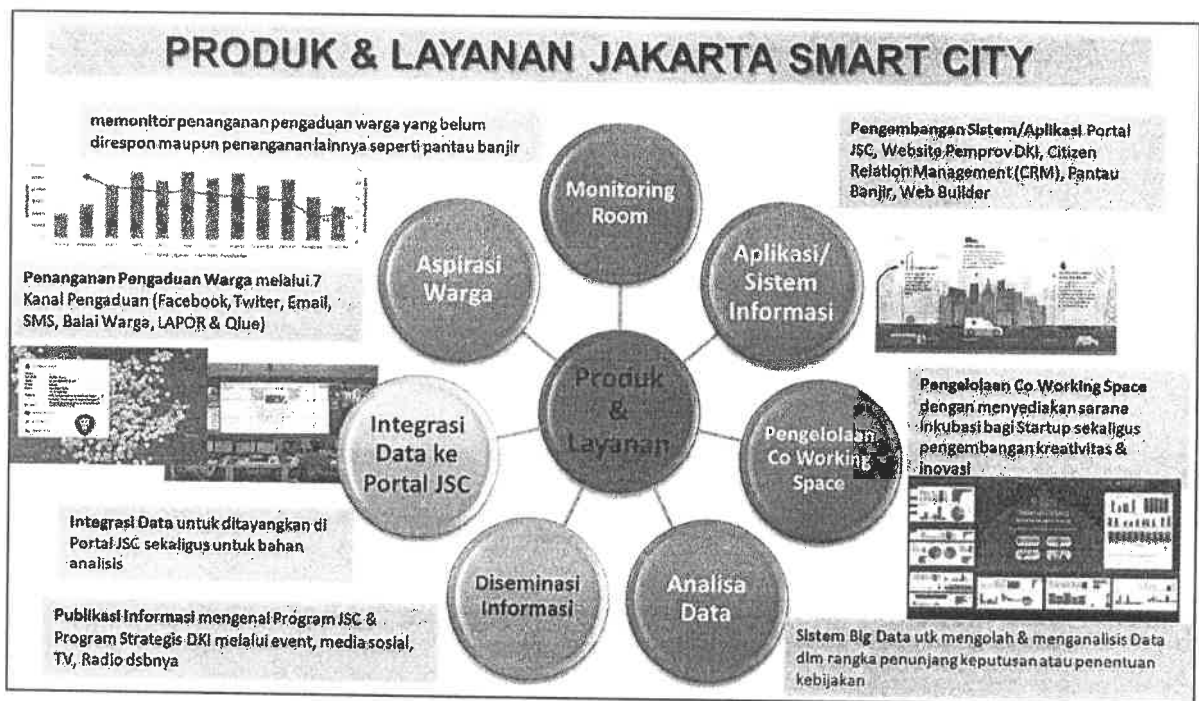 PRODUK & LAYANAN JAKARTA SMART CITY
memonitor penanganan pengaduan warga yang belum
direspon maupun penanganan lainnya seperti pantau banjir
Penanganan Pengaduan Warga melalui 7
Kanal Pengaduan (Facebook, Twiter, Email,
SMS, Balai Warga, LAPOR & Qlue)
Integrasi Data untuk ditayangkan di
Portal JSC sekaligus untuk bahan
analisis
Publikasi Informasi mengenai Program JSC &
Program Strategis DKI melalui event, media sosial,
TV, Radio dsbnya
Monitoring
Room
Aspirasi
Warga
Aplikasi/
Sistem
Informasi
Produk
&
Layanan
Integrasi
Data ke
Portal JSC
Pengelolaan
Co Working
Space
Diseminasi
Informasi
Analisa
Data
Pengembangan Sistem/Aplikasi Portal
JSC, Website Pemprov DKI, Citizen
Relation Management (CRM), Pantau
Banjir, Web Builder
Pengelolaan Co Working Space
dengan menyediakan sarana
Inkubasi bagi Startup sekaligus
pengembangan kreativitas &
inovasi
Sistem Big Data utk mengolah & menganalisis Data
dlm rangka penunjang keputusan atau penentuan
kebijakan